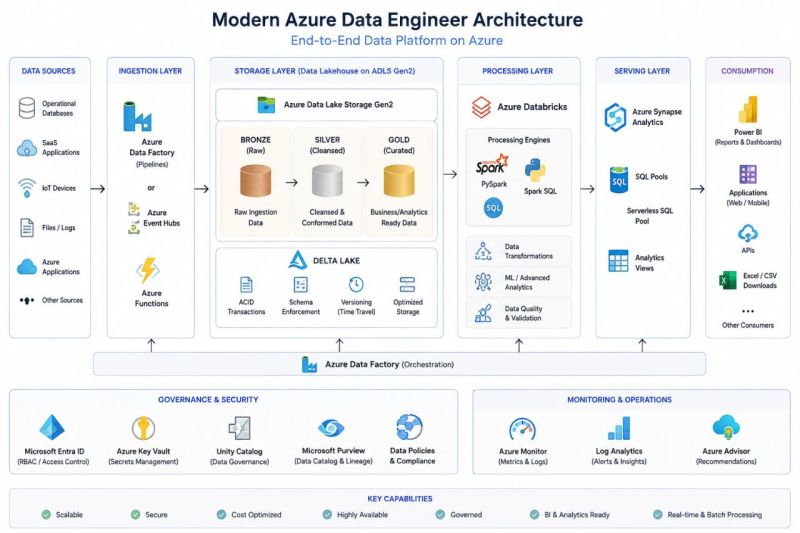 Modern Azure Data Engineer Architecture
End-to-End Data Platform on Azure
DATA SOURCES
Operational
Databases
SaaS
Applications
IoT Devices
Files / Logs
Azure
Applications
Other Sources
INGESTION LAYER
Azure
Data Factory
(Pipelines)
or
Azure
Event Hubs
Azure
Functions
STORAGE LAYER (Data Lakehouse on ADLS Gen2)
Azure Data Lake Storage Gen2
BRONZE
(Raw)
Raw Ingestion
Data
SILVER
(Cleansed)
Cleansed &
Conformed Data
GOLD
(Curated)
Business/Analytics
Ready Data
DELTA LAKE
ACID
Transactions
Schema
Enforcement
Versioning
(Time Travel)
Optimized
Storage
PROCESSING LAYER
Azure Databricks
Processing Engines
Spark
PySpark
Spark SQL
SQL
Data
Transformations
ML / Advanced
Analytics
Data Quality
& Validation
SERVING LAYER
Azure Synapse
Analytics
SQL
SQL Pools
Serverless SQL
Pool
Analytics
Views
CONSUMPTION
Power BI
(Reports & Dashboards)
Applications
(Web / Mobile)
APIs
X
Excel / CSV
Downloads
Other Consumers
Azure Data Factory (Orchestration)
GOVERNANCE & SECURITY
Microsoft Entra ID
(RBAC / Access Control)
Azure Key Vault
(Secrets Management)
Unity Catalog
(Data Governance)
Microsoft Purview
(Data Catalog & Lineage)
Data Policies
& Compliance
MONITORING & OPERATIONS
Azure Monitor
(Metrics & Logs)
Log Analytics
(Alerts & Insights)
Azure Advisor
(Recommendations)
KEY CAPABILITIES
Scalable
Secure
Cost Optimized
Highly Available
Governed
BI & Analytics Ready
Real-time & Batch Processing